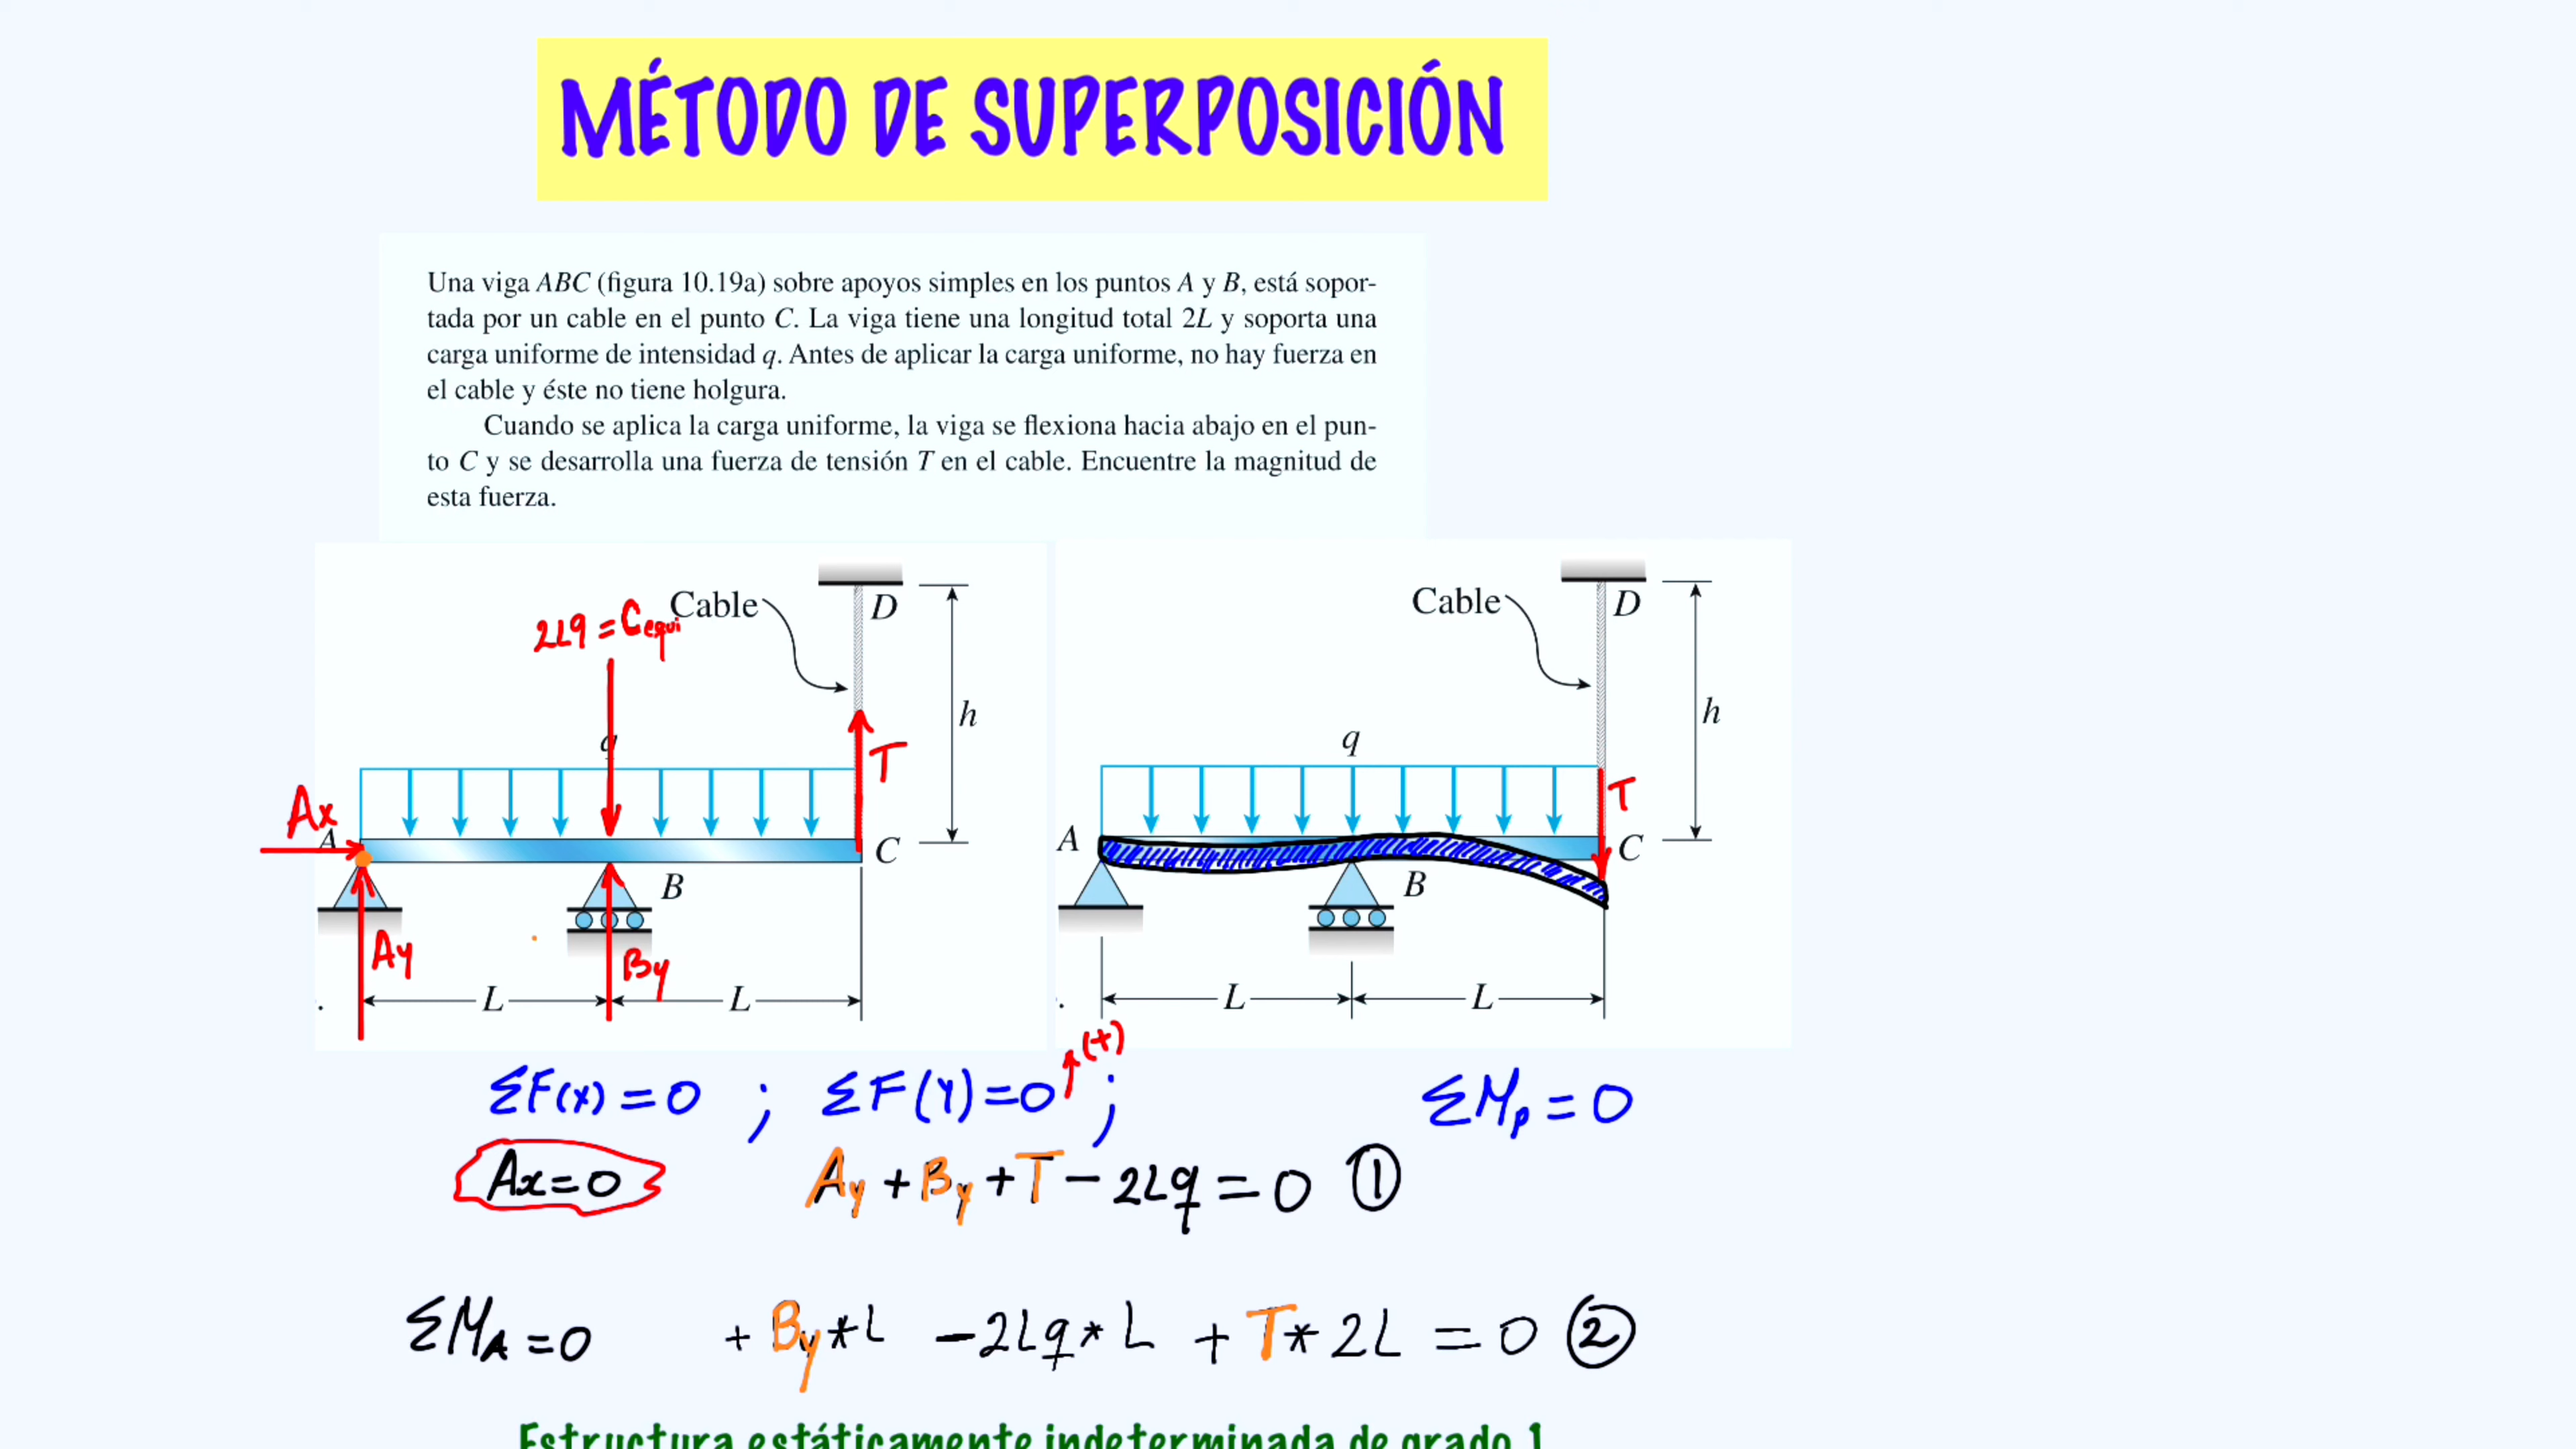 MÉTODO DE SUPERPOSICIÓN
Una viga ABC (figura 10.19a) sobre apoyos simples en los puntos A y B, está sopor-
tada por un cable en el punto C. La viga tiene una longitud total 2L y soporta una
carga uniforme de intensidad q. Antes de aplicar la carga uniforme, no hay fuerza en
el cable y éste no tiene holgura.
Cuando se aplica la carga uniforme, la viga se flexiona hacia abajo en el pun-
to C y se desarrolla una fuerza de tensión T en el cable. Encuentre la magnitud de
esta fuerza.
2Lq = Cequi
Cable
D
h
q
T
Ax
A
C
B
Ay
By
L
L
Cable
D
h
q
T
A
C
B
L
L
ΣF(x) = 0 ; ΣF(Y)=0 ↑(+) ; ΣMp = 0
Ax=0
Ay + By + T - 2Lq = 0 ①
ΣMA = 0 + By*L - 2Lq*L + T*2L = 0 ②
Estructura estáticamente indeterminada de grado 1